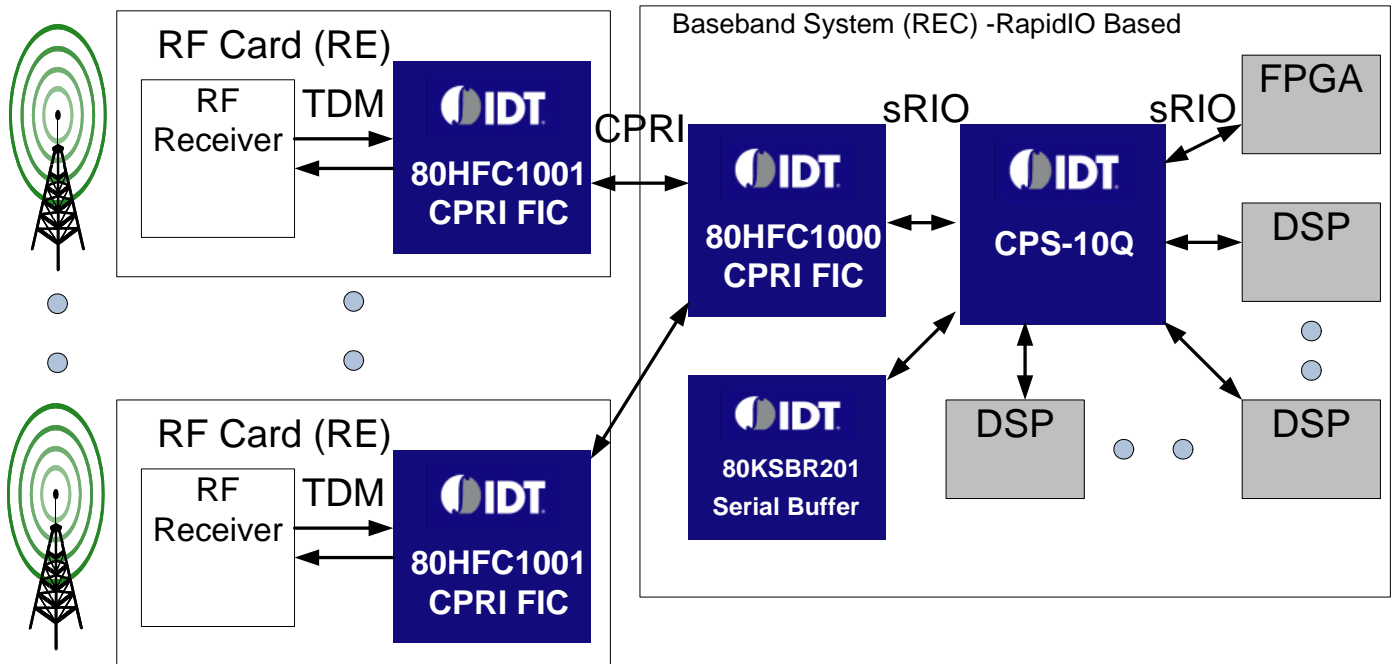 RF Card (RE)
RF
Receiver
TDM
IDT.
80HFC1001
CPRI FIC
CPRI
Baseband System (REC) -RapidIO Based
IDT.
80HFC1000
CPRI FIC
sRIO
IDT.
CPS-10Q
sRIO
FPGA
DSP
IDT.
80KSBR201
Serial Buffer
DSP
DSP
RF Card (RE)
RF
Receiver
TDM
IDT.
80HFC1001
CPRI FIC